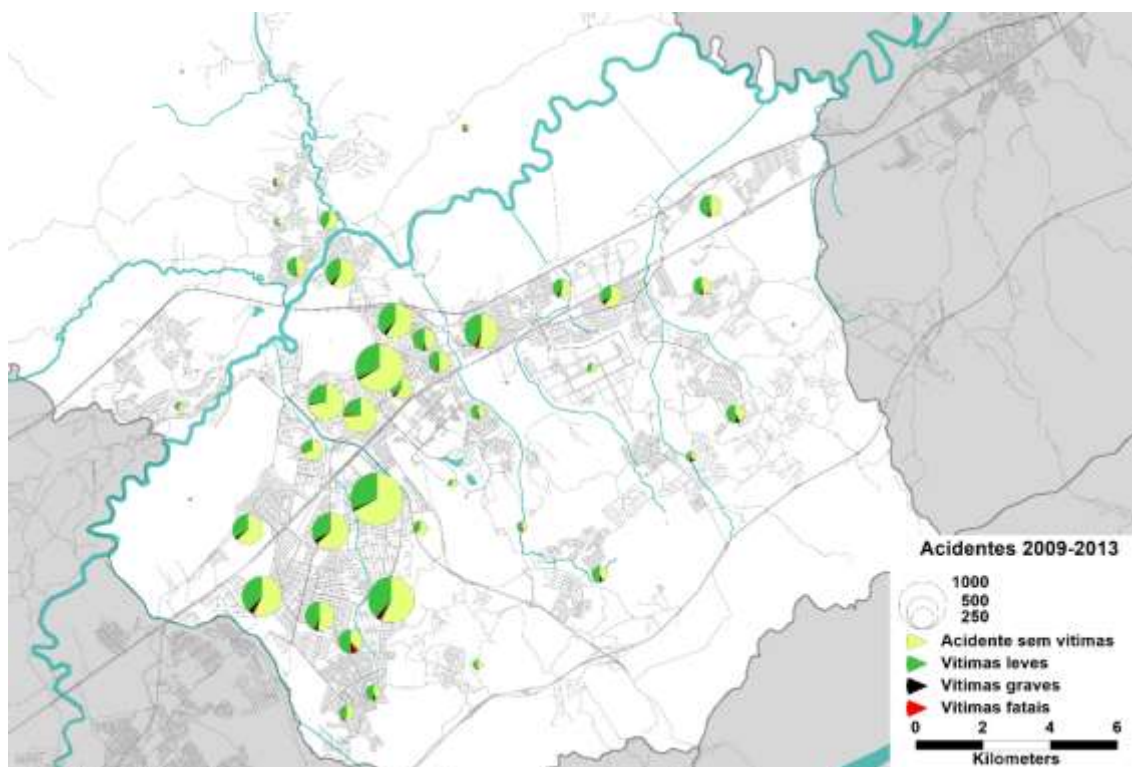 Acidentes 2009-2013
1000
500
250
Acidente sem vitimas
Vitimas leves
Vitimas graves
Vitimas fatais
0 2 4 6
Kilometers